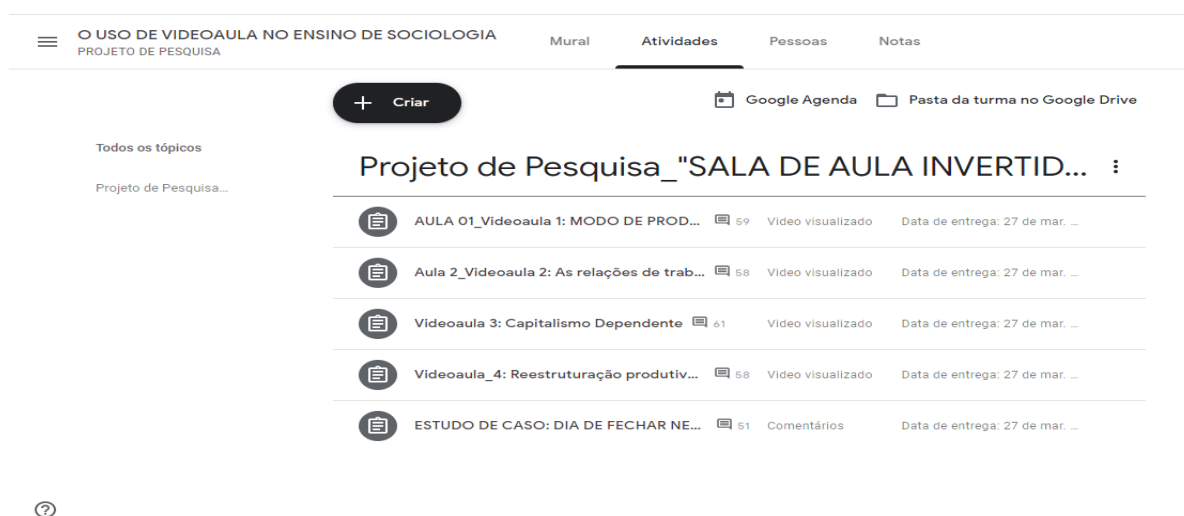 O USO DE VIDEOAULA NO ENSINO DE SOCIOLOGIA
PROJETO DE PESQUISA
Mural Atividades Pessoas Notas
Criar
Google Agenda Pasta da turma no Google Drive
Todos os tópicos
Projeto de Pesquisa...
Projeto de Pesquisa_"SALA DE AULA INVERTID...
AULA 01_Videoaula 1: MODO DE PROD... 59 Video visualizado Data de entrega: 27 de mar. ...
Aula 2_Videoaula 2: As relações de trab... 58 Video visualizado Data de entrega: 27 de mar. ...
Videoaula 3: Capitalismo Dependente 61 Video visualizado Data de entrega: 27 de mar. ...
Videoaula_4: Reestruturação produtiv... 58 Video visualizado Data de entrega: 27 de mar. ...
ESTUDO DE CASO: DIA DE FECHAR NE... 51 Comentários Data de entrega: 27 de mar. ...